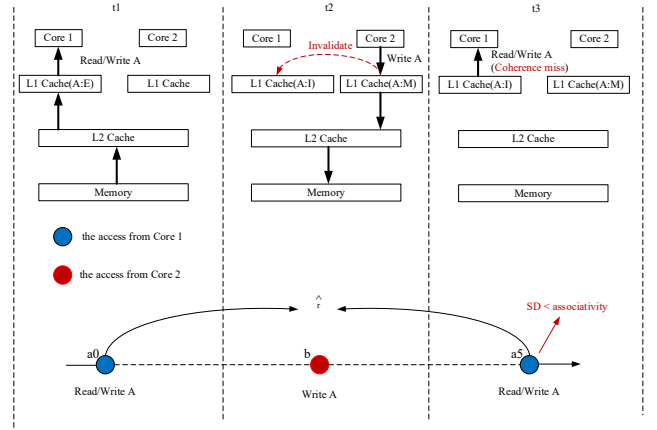 t1
t2
t3
Core 1
Core 2
Read/Write A
L1 Cache(A:E)
L1 Cache
L2 Cache
Memory
Core 1
Core 2
Invalidate
Write A
L1 Cache(A:I)
L1 Cache(A:M)
L2 Cache
Memory
Core 1
Core 2
Read/Write A
(Coherence miss)
L1 Cache(A:I)
L1 Cache(A:M)
L2 Cache
Memory
the access from Core 1
the access from Core 2
^
r
SD < associativity
a0
b
a5
Read/Write A
Write A
Read/Write A